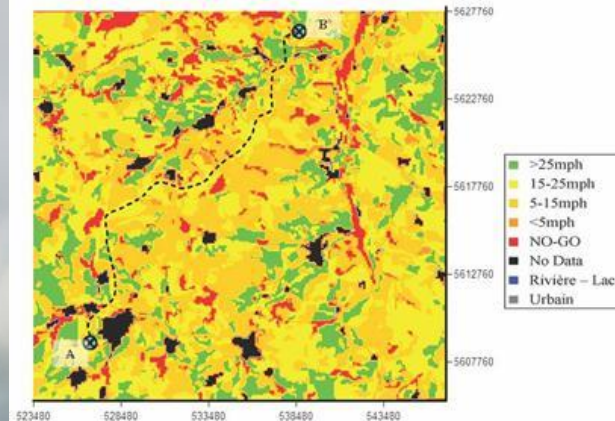 B
5627760
5622760
5617760
5612760
5607760
A
523480
528480
533480
538480
543480
>25mph
15-25mph
5-15mph
<5mph
NO-GO
No Data
Rivière – Lac
Urbain